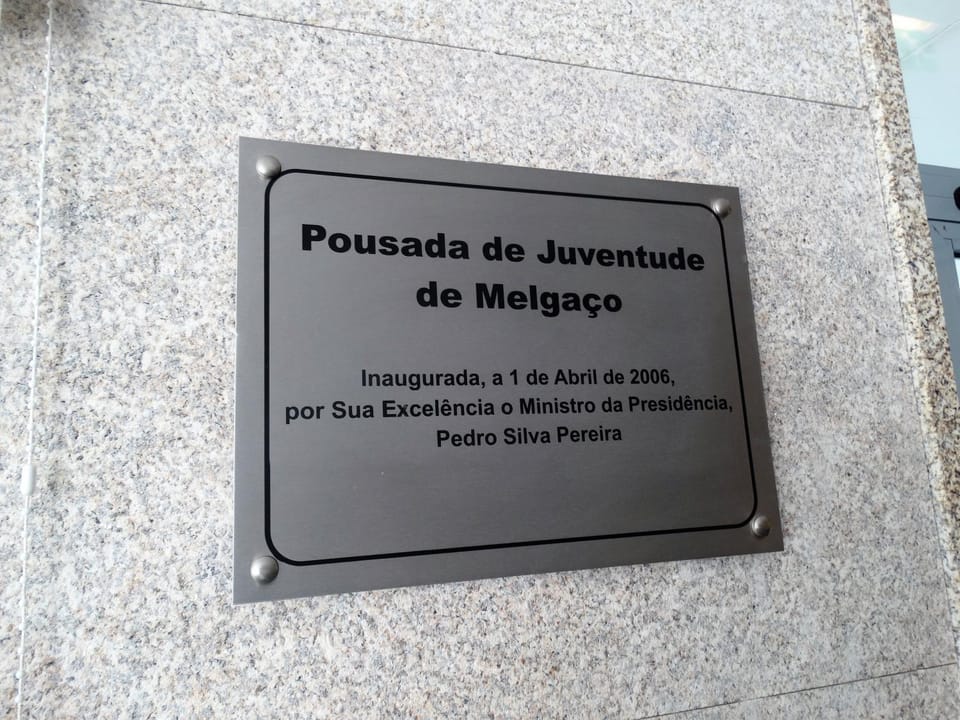 Pousada de Juventude
de Melgaço
Inaugurada, a 1 de Abril de 2006,
por Sua Excelência o Ministro da Presidência,
Pedro Silva Pereira